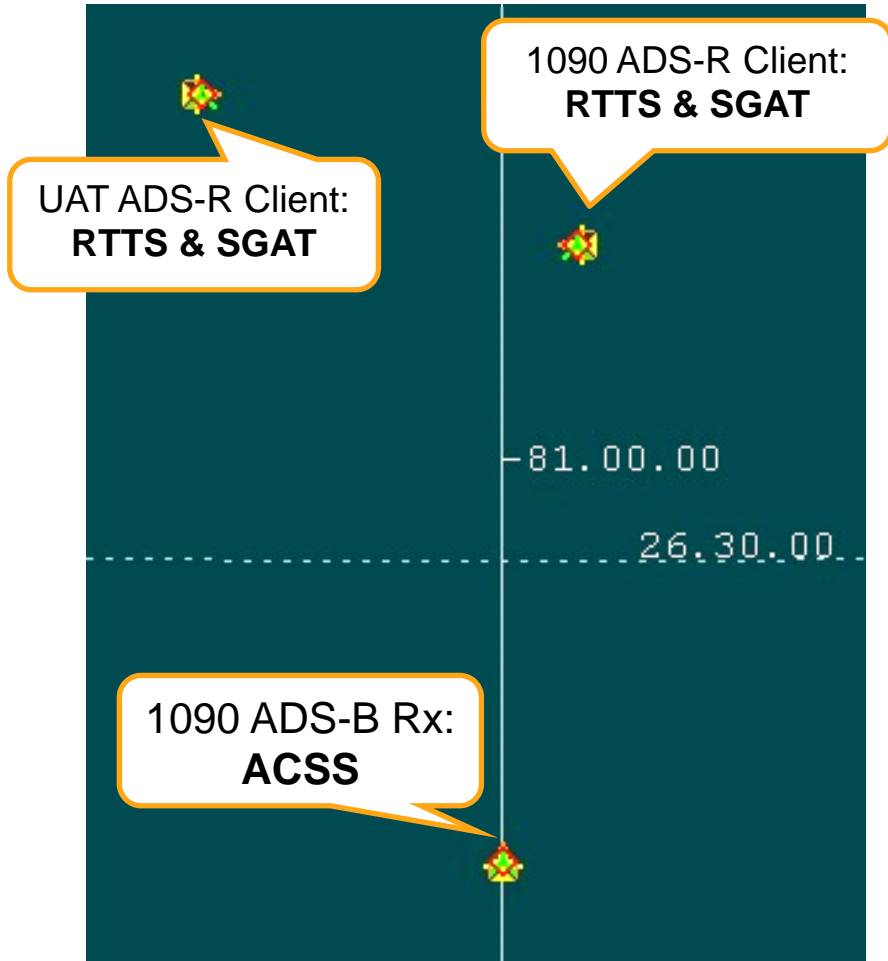 1090 ADS-R Client:
RTTS & SGAT
UAT ADS-R Client:
RTTS & SGAT
81.00.00
26.30.00
1090 ADS-B Rx:
ACSS